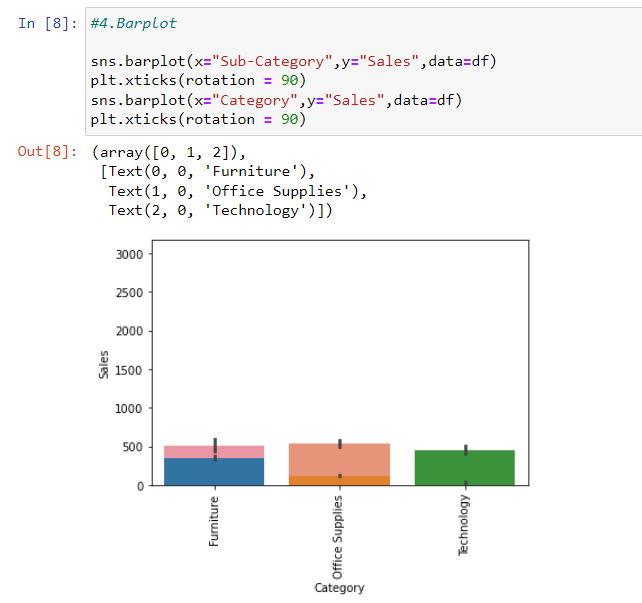 In [8]: #4.Barplot
sns.barplot(x="Sub-Category",y="Sales",data=df)
plt.xticks(rotation = 90)
sns.barplot(x="Category",y="Sales",data=df)
plt.xticks(rotation = 90)
Out[8]: (array([0, 1, 2]),
[Text(0, 0, 'Furniture'),
Text(1, 0, 'Office Supplies'),
Text(2, 0, 'Technology')])
3000
2500
2000
1500
1000
500
0
Sales
Furniture
Office Supplies
Technology
Category